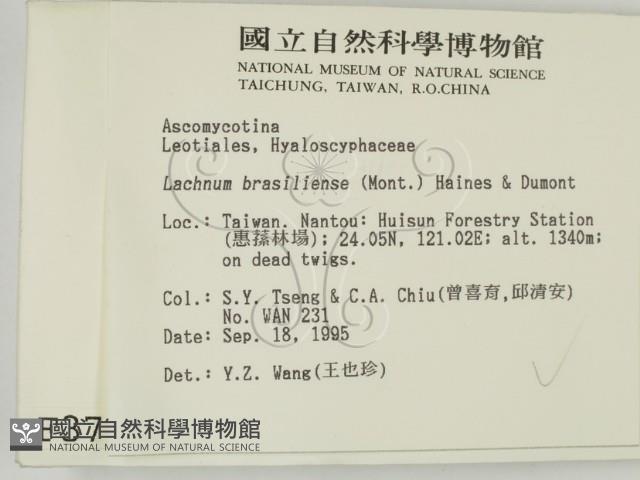 國立自然科學博物館
NATIONAL MUSEUM OF NATURAL SCIENCE
TAICHUNG, TAIWAN, R.O.CHINA
Ascomycotina
Leotiales, Hyaloscyphaceae
Lachnum brasiliense (Mont.) Haines & Dumont
Loc.: Taiwan. Nantou: Huisun Forestry Station
(惠蓀林場); 24.05N, 121.02E; alt. 1340m;
on dead twigs.
Col.: S.Y. Tseng & C.A. Chiu(曾喜育,邱清安)
No. WAN 231
Date: Sep. 18, 1995
Det.: Y.Z. Wang(王也珍)
國立自然科學博物館
NATIONAL MUSEUM OF NATURAL SCIENCE